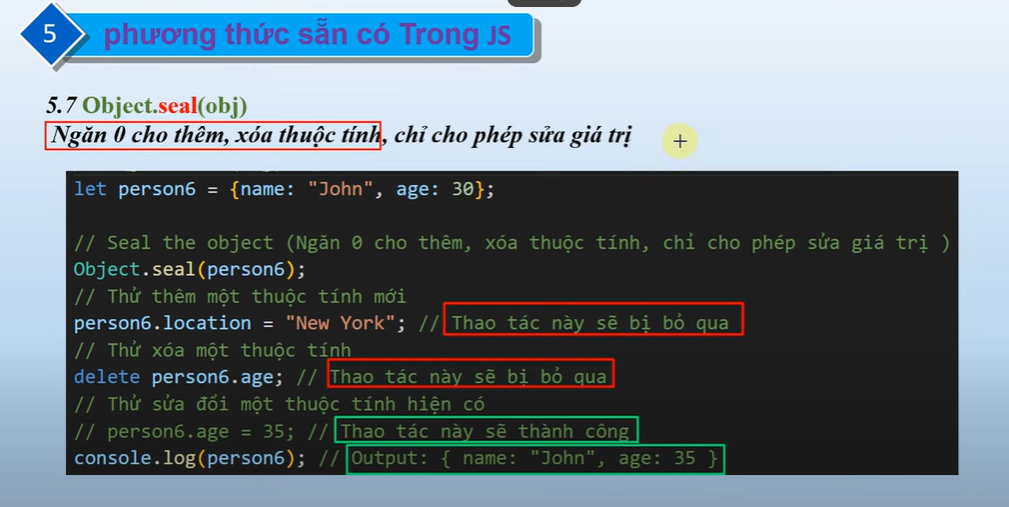 5
phương thức sẵn có Trong JS
5.7 Object.seal(obj)
Ngăn 0 cho thêm, xóa thuộc tính, chỉ cho phép sửa giá trị
let person6 = {name: "John", age: 30};
// Seal the object (Ngăn 0 cho thêm, xóa thuộc tính, chỉ cho phép sửa giá trị )
Object.seal(person6);
// Thử thêm một thuộc tính mới
person6.location = "New York"; // Thao tác này sẽ bị bỏ qua
// Thử xóa một thuộc tính
delete person6.age; // Thao tác này sẽ bị bỏ qua
// Thử sửa đổi một thuộc tính hiện có
// person6.age = 35; // Thao tác này sẽ thành công
console.log(person6); // Output: { name: "John", age: 35 }